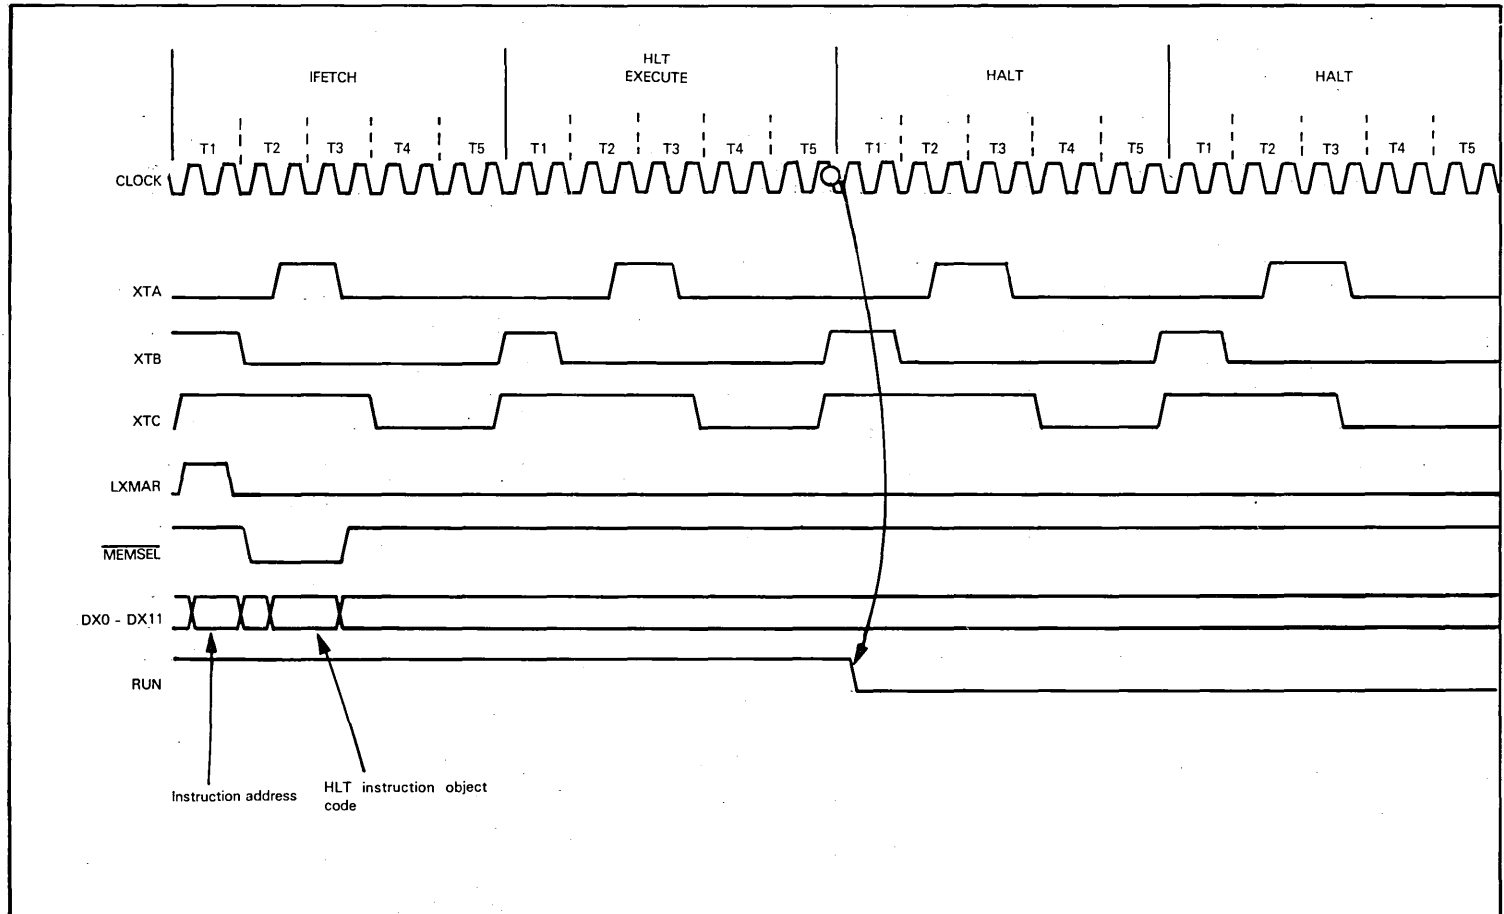 IFETCH
HLT
EXECUTE
HALT
HALT
T1 T2 T3 T4 T5 T1 T2 T3 T4 T5 T1 T2 T3 T4 T5 T1 T2 T3 T4 T5
CLOCK
XTA
XTB
XTC
LXMAR
MEMSEL
DX0 - DX11
RUN
Instruction address
HLT instruction object
code